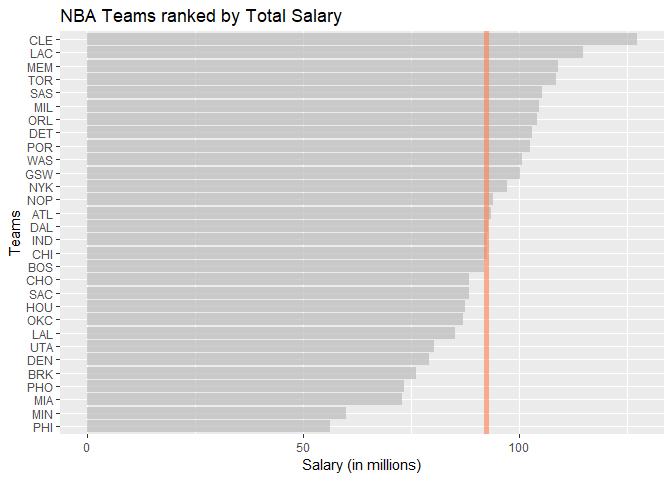 NBA Teams ranked by Total Salary
CLE
LAC
MEM
TOR
SAS
MIL
ORL
DET
POR
WAS
GSW
NYK
NOP
ATL
DAL
IND
CHI
BOS
CHO
SAC
HOU
OKC
LAL
UTA
DEN
BRK
PHO
MIA
MIN
PHI
Teams
0 50 100
Salary (in millions)